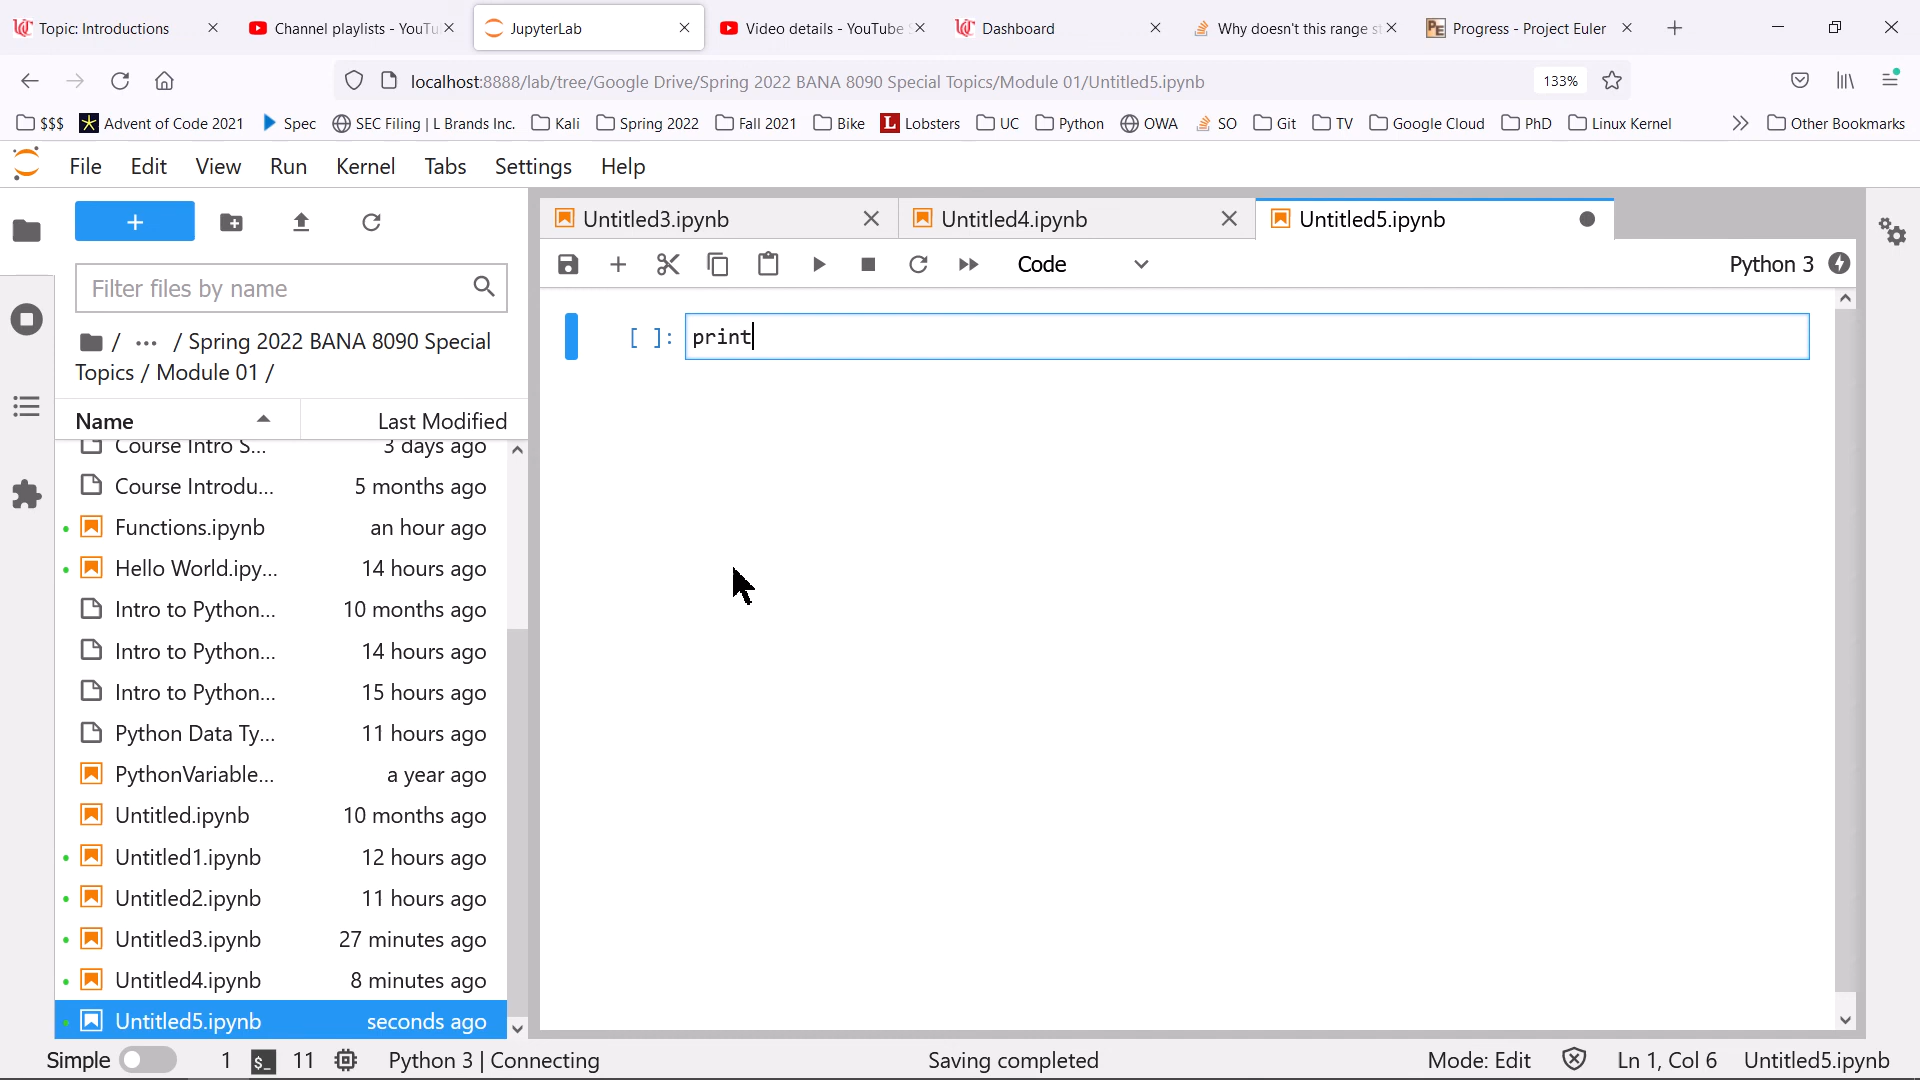 Topic: Introductions
Channel playlists - YouTu
JupyterLab
Video details - YouTube S
Dashboard
Why doesn't this range st
Progress - Project Euler
localhost:8888/lab/tree/Google Drive/Spring 2022 BANA 8090 Special Topics/Module 01/Untitled5.ipynb
133%
$$$
Advent of Code 2021
Spec
SEC Filing | L Brands Inc.
Kali
Spring 2022
Fall 2021
Bike
Lobsters
UC
Python
OWA
SO
Git
TV
Google Cloud
PhD
Linux Kernel
Other Bookmarks
File Edit View Run Kernel Tabs Settings Help
Untitled3.ipynb
Untitled4.ipynb
Untitled5.ipynb
Code
Python 3
Filter files by name
/ ··· / Spring 2022 BANA 8090 Special
Topics / Module 01 /
Name Last Modified
Course Intro S... 3 days ago
Course Introdu... 5 months ago
Functions.ipynb an hour ago
Hello World.ipy... 14 hours ago
Intro to Python... 10 months ago
Intro to Python... 14 hours ago
Intro to Python... 15 hours ago
Python Data Ty... 11 hours ago
PythonVariable... a year ago
Untitled.ipynb 10 months ago
Untitled1.ipynb 12 hours ago
Untitled2.ipynb 11 hours ago
Untitled3.ipynb 27 minutes ago
Untitled4.ipynb 8 minutes ago
Untitled5.ipynb seconds ago
[ ]: print
Simple 1 $_ 11 Python 3 | Connecting Saving completed Mode: Edit Ln 1, Col 6 Untitled5.ipynb